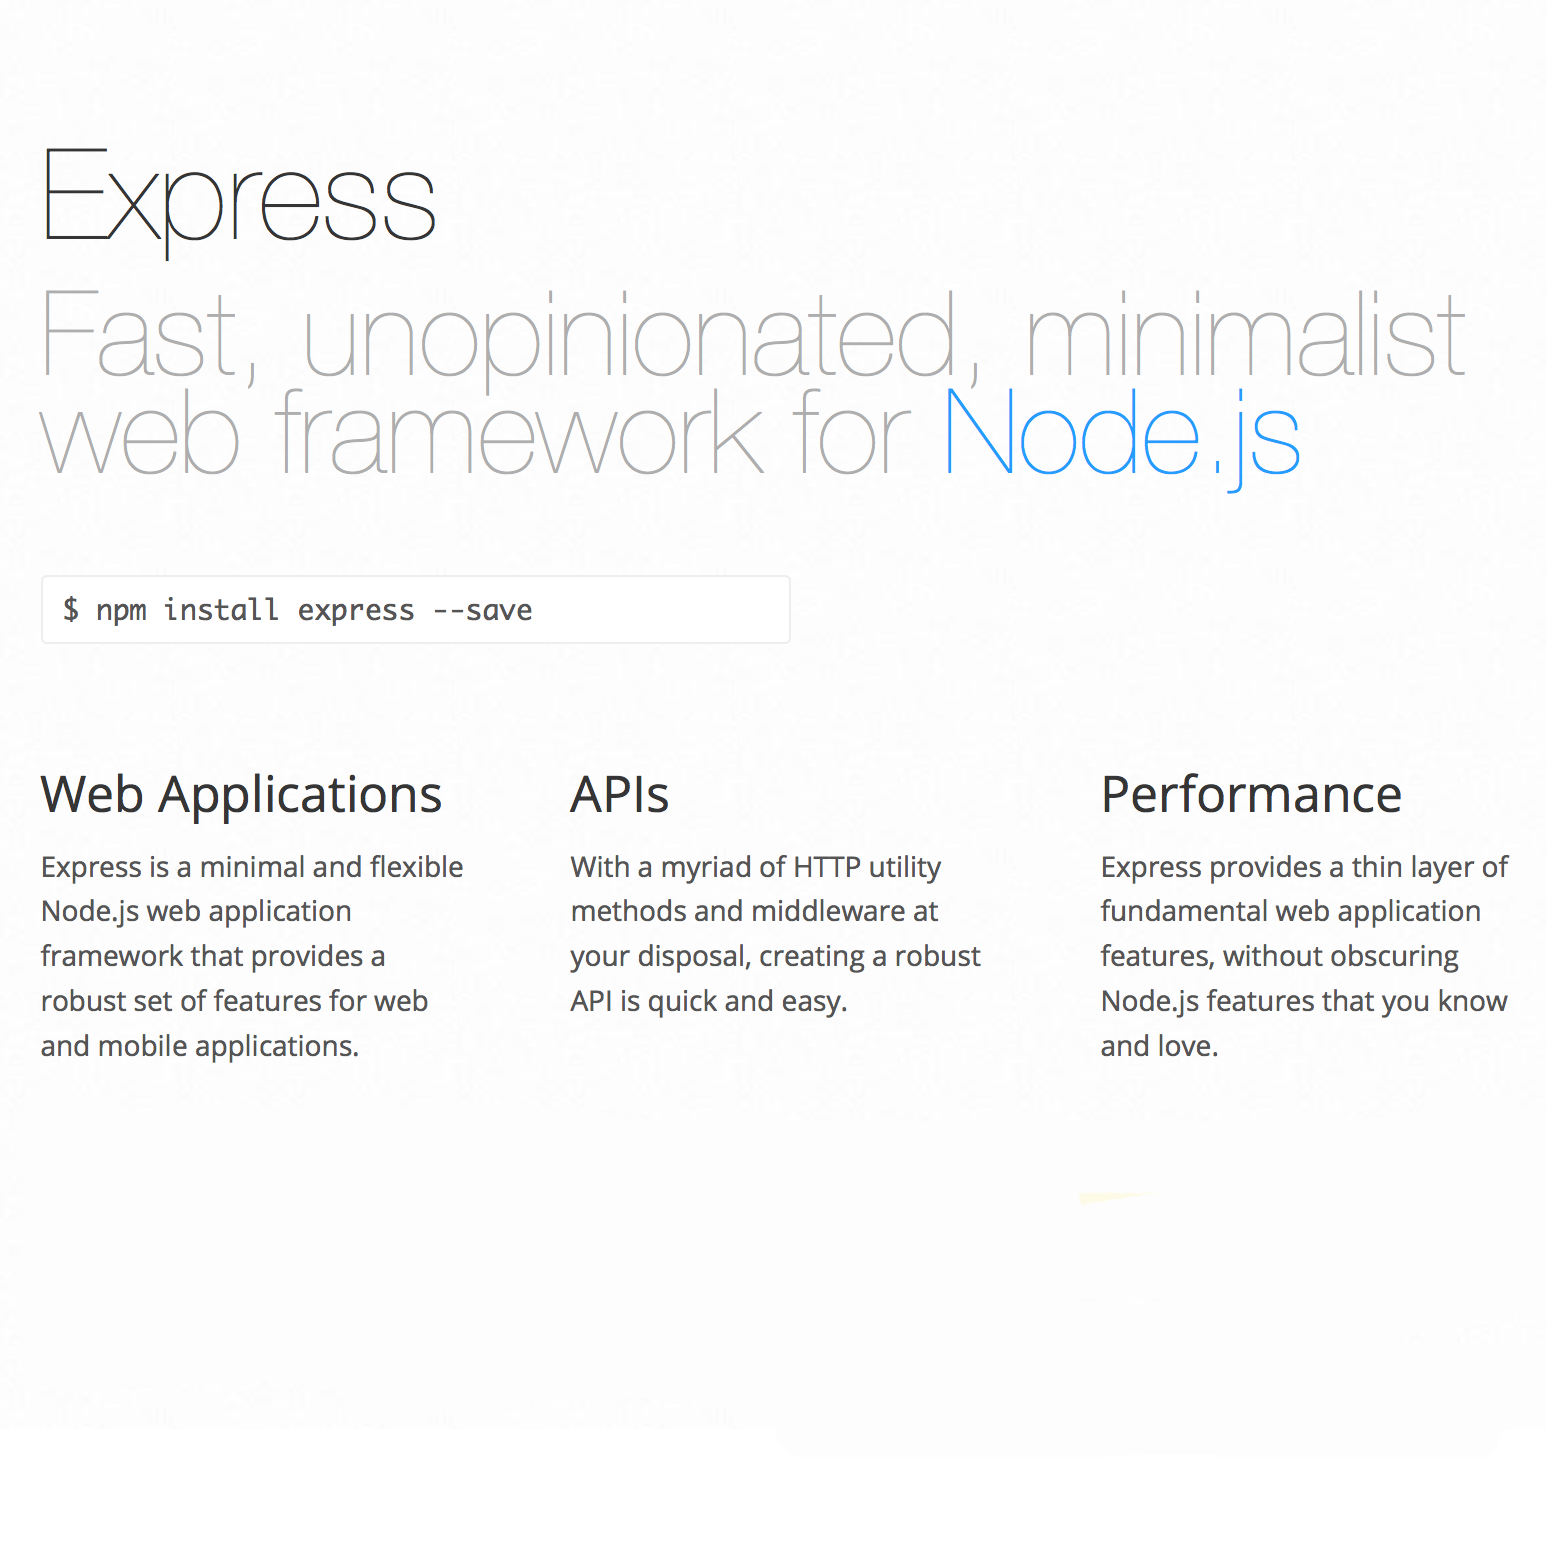 Express
Fast, unopinionated, minimalist
web framework for Node.js
$ npm install express --save
Web Applications
Express is a minimal and flexible
Node.js web application
framework that provides a
robust set of features for web
and mobile applications.
APIs
With a myriad of HTTP utility
methods and middleware at
your disposal, creating a robust
API is quick and easy.
Performance
Express provides a thin layer of
fundamental web application
features, without obscuring
Node.js features that you know
and love.